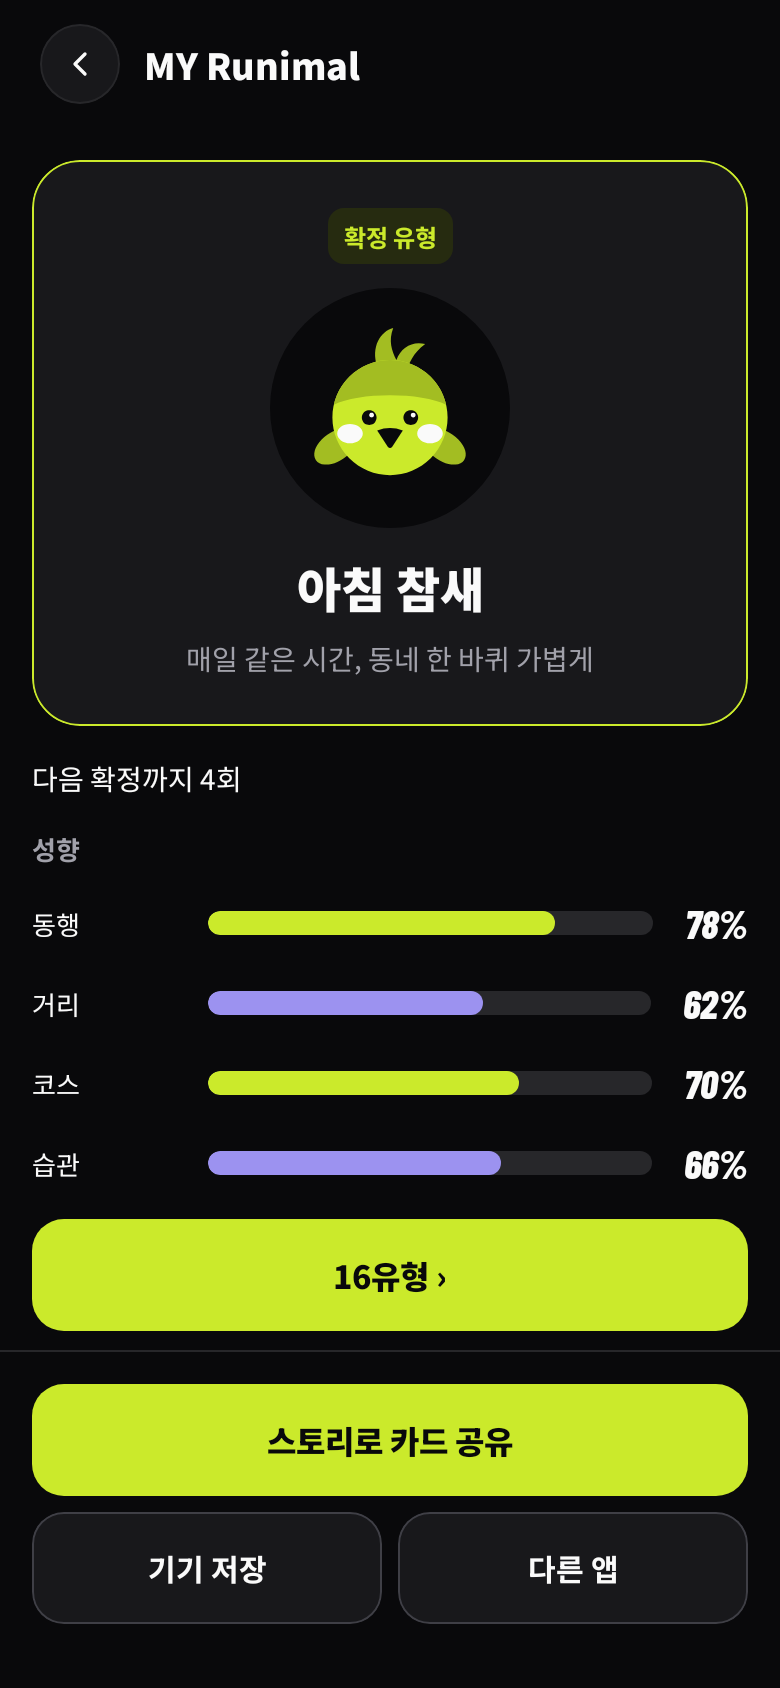 MY Runimal
확정 유형
아침 참새
매일 같은 시간, 동네 한 바퀴 가볍게
다음 확정까지 4회
성향
동행 78%
거리 62%
코스 70%
습관 66%
16유형 ›
스토리로 카드 공유
기기 저장 다른 앱